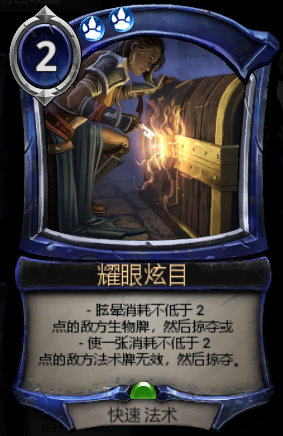 2
耀眼炫目
- 眩晕消耗不低于 2
点的敌方生物牌，然后掠夺或
- 使一张消耗不低于 2
点的敌方法术牌无效，然后掠夺。
快速 法术